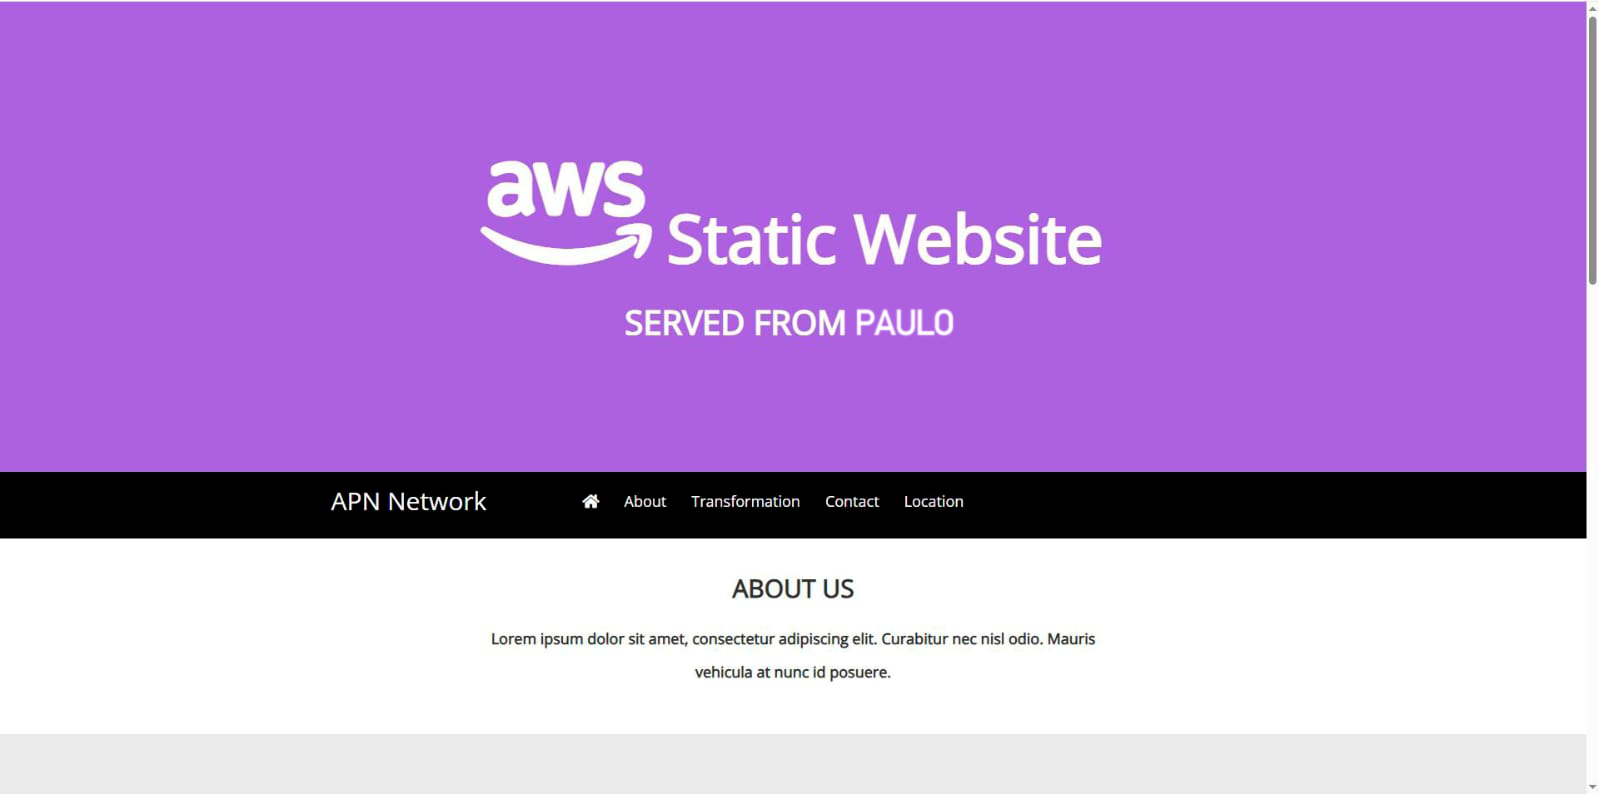 aws Static Website
SERVED FROM PAULO
APN Network About Transformation Contact Location
ABOUT US
Lorem ipsum dolor sit amet, consectetur adipiscing elit. Curabitur nec nisl odio. Mauris
vehicula at nunc id posuere.